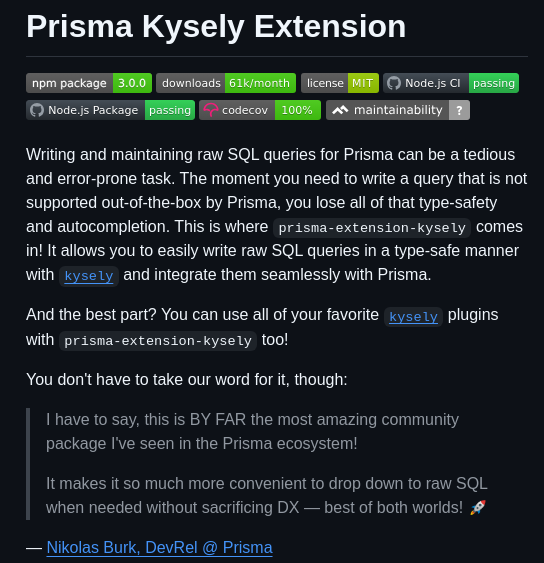 Prisma Kysely Extension
npm package 3.0.0 downloads 61k/month license MIT Node.js CI passing
Node.js Package passing codecov 100% maintainability ?
Writing and maintaining raw SQL queries for Prisma can be a tedious
and error-prone task. The moment you need to write a query that is not
supported out-of-the-box by Prisma, you lose all of that type-safety
and autocompletion. This is where prisma-extension-kysely comes
in! It allows you to easily write raw SQL queries in a type-safe manner
with kysely and integrate them seamlessly with Prisma.
And the best part? You can use all of your favorite kysely plugins
with prisma-extension-kysely too!
You don't have to take our word for it, though:
I have to say, this is BY FAR the most amazing community
package I've seen in the Prisma ecosystem!
It makes it so much more convenient to drop down to raw SQL
when needed without sacrificing DX — best of both worlds! 🚀
— Nikolas Burk, DevRel @ Prisma